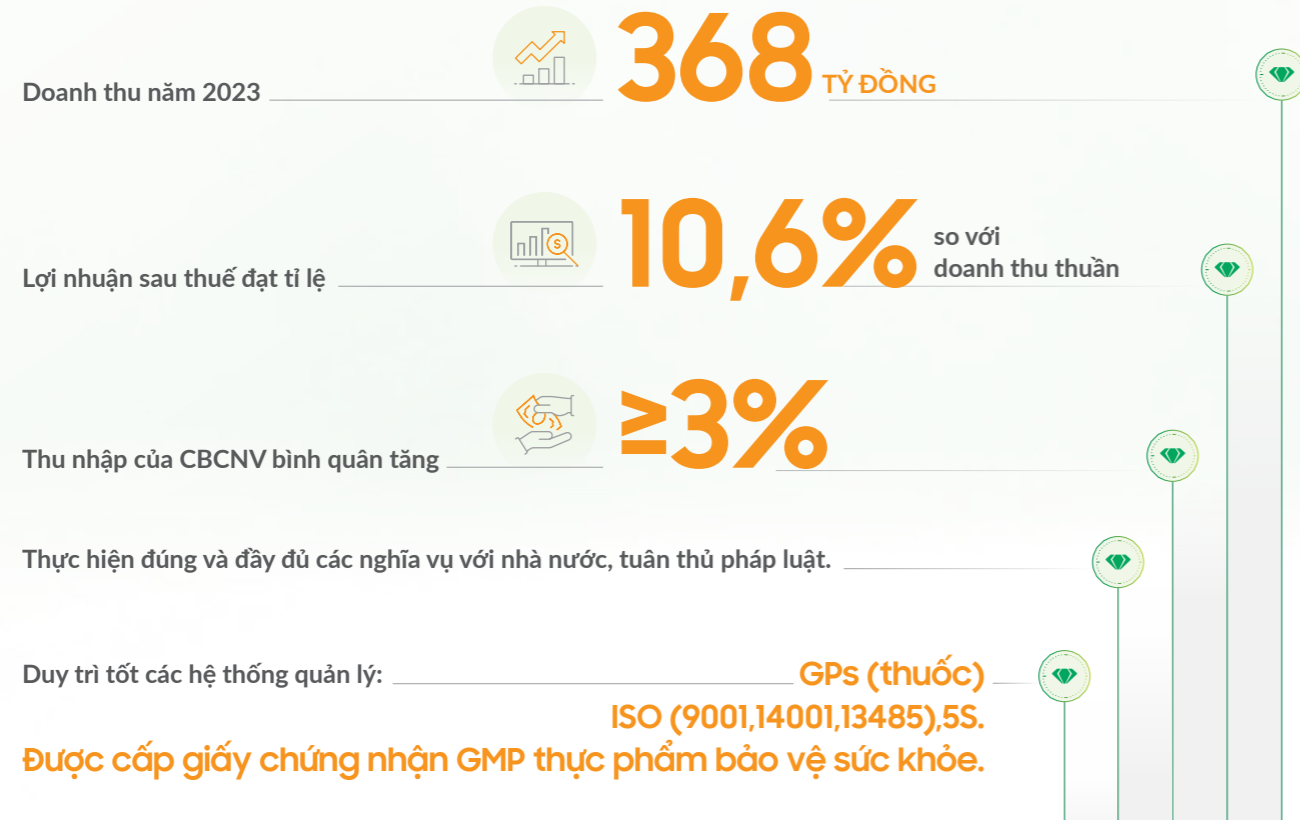 Doanh thu năm 2023 368 TỶ ĐỒNG
Lợi nhuận sau thuế đạt tỉ lệ 10,6% so với
doanh thu thuần
Thu nhập của CBCNV bình quân tăng ≥3%
Thực hiện đúng và đầy đủ các nghĩa vụ với nhà nước, tuân thủ pháp luật.
Duy trì tốt các hệ thống quản lý: GPs (thuốc)
ISO (9001,14001,13485),5S.
Được cấp giấy chứng nhận GMP thực phẩm bảo vệ sức khỏe.